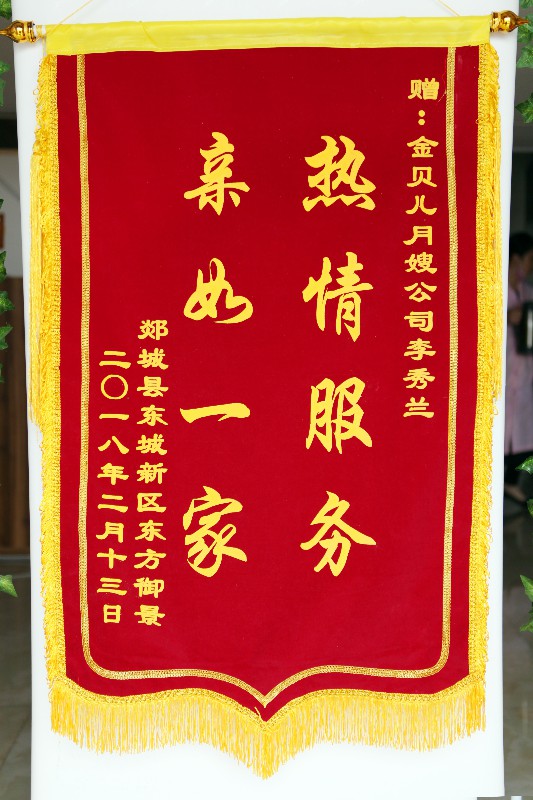 赠：金贝儿月嫂公司李秀兰
热情服务
亲如一家
郯城县东城新区东方御景
二〇一八年二月十三日